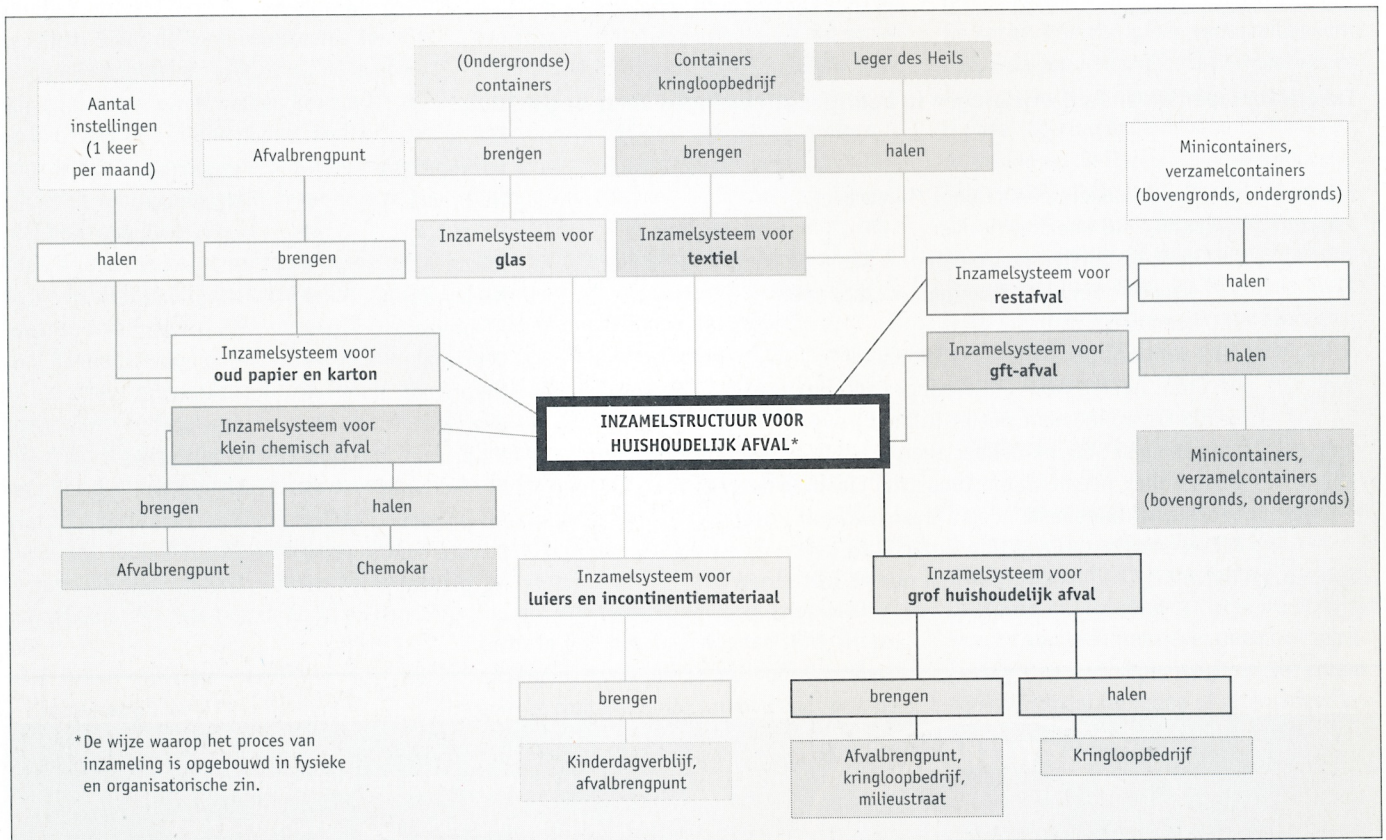 (Ondergrondse)
containers
Containers
kringloopbedrijf
Leger des Heils
Aantal
instellingen
(1 keer
per maand)
Afvalbrengpunt
brengen
brengen
halen
Minicontainers,
verzamelcontainers
(bovengronds, ondergronds)
halen
brengen
Inzamelsysteem voor
glas
Inzamelsysteem voor
textiel
Inzamelsysteem voor
restafval
halen
Inzamelsysteem voor
oud papier en karton
Inzamelsysteem voor
gft-afval
halen
Inzamelsysteem voor
klein chemisch afval
INZAMELSTRUCTUUR VOOR
HUISHOUDELIJK AFVAL*
Minicontainers,
verzamelcontainers
(bovengronds, ondergronds)
brengen
halen
Afvalbrengpunt
Chemokar
Inzamelsysteem voor
luiers en incontinentiemateriaal
Inzamelsysteem voor
grof huishoudelijk afval
brengen
brengen
halen
Kinderdagverblijf,
afvalbrengpunt
Afvalbrengpunt,
kringloopbedrijf,
milieustraat
Kringloopbedrijf
*De wijze waarop het proces van
inzameling is opgebouwd in fysieke
en organisatorische zin.